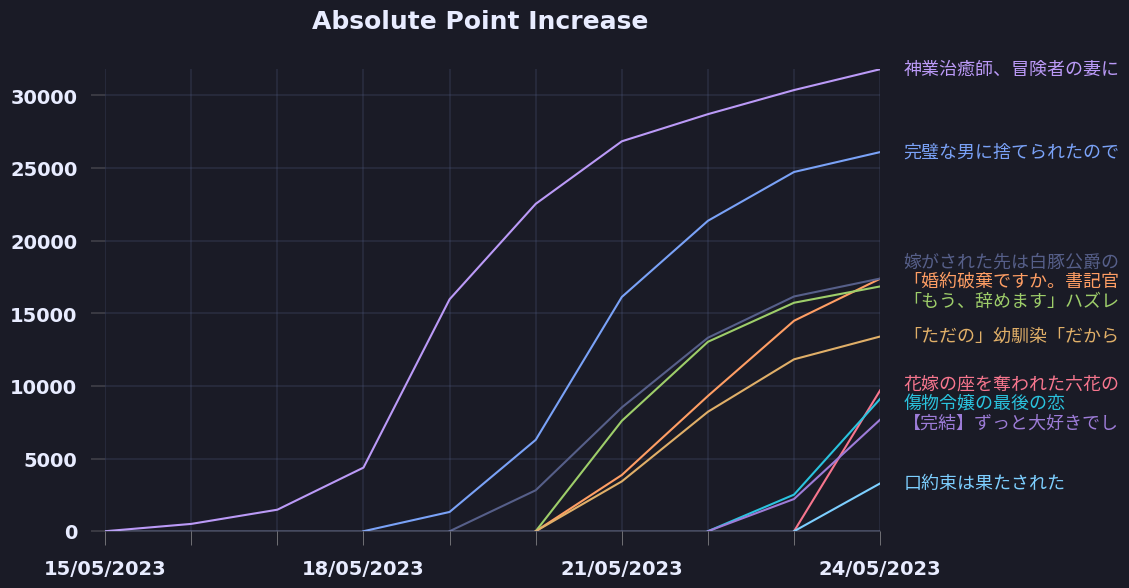 Absolute Point Increase
30000
25000
20000
15000
10000
5000
0
15/05/2023
18/05/2023
21/05/2023
24/05/2023
神業治癒師、冒険者の妻に
完璧な男に捨てられたので
嫁がされた先は白豚公爵の
「婚約破棄ですか。書記官
「もう、辞めます」ハズレ
「ただの」幼馴染「だから
花嫁の座を奪われた六花の
傷物令嬢の最後の恋
【完結】ずっと大好きでし
口約束は果たされた